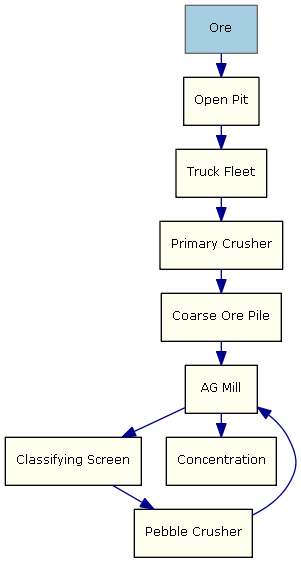 Ore
Open Pit
Truck Fleet
Primary Crusher
Coarse Ore Pile
AG Mill
Classifying Screen
Concentration
Pebble Crusher